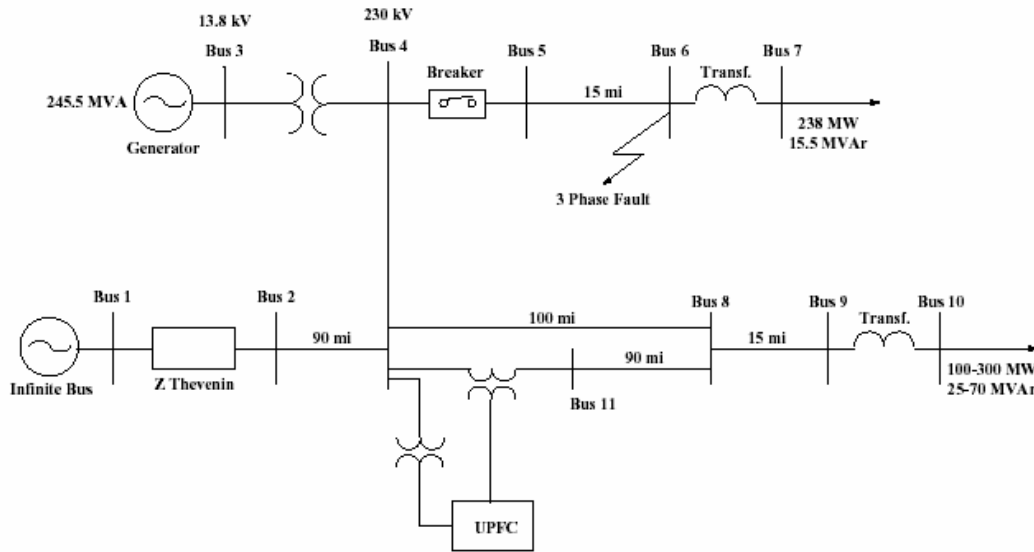 13.8 kV
230 kV
Bus 3
Bus 4
Bus 5
Bus 6
Bus 7
Breaker
Transf.
245.5 MVA
15 mi
238 MW
15.5 MVAr
Generator
3 Phase Fault
Bus 1
Bus 2
Bus 8
Bus 9
Bus 10
Transf.
100 mi
90 mi
90 mi
15 mi
Infinite Bus
Z Thevenin
Bus 11
100-300 MW
25-70 MVAr
UPFC